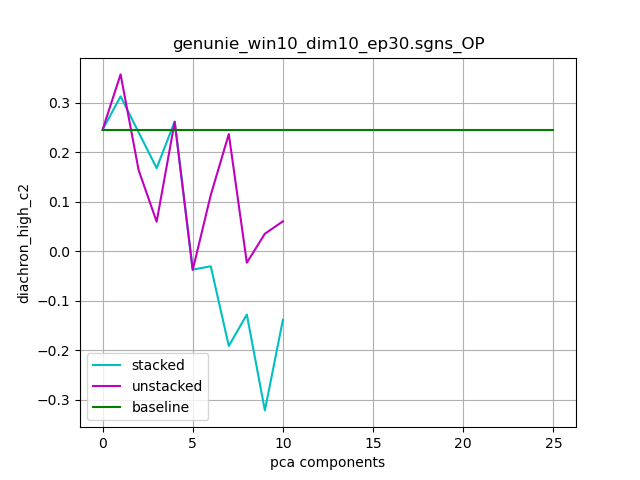 genunie_win10_dim10_ep30.sgns_OP
diachron_high_c2
0.3
0.2
0.1
0.0
−0.1
−0.2
−0.3
stacked
unstacked
baseline
0 5 10 15 20 25
pca components